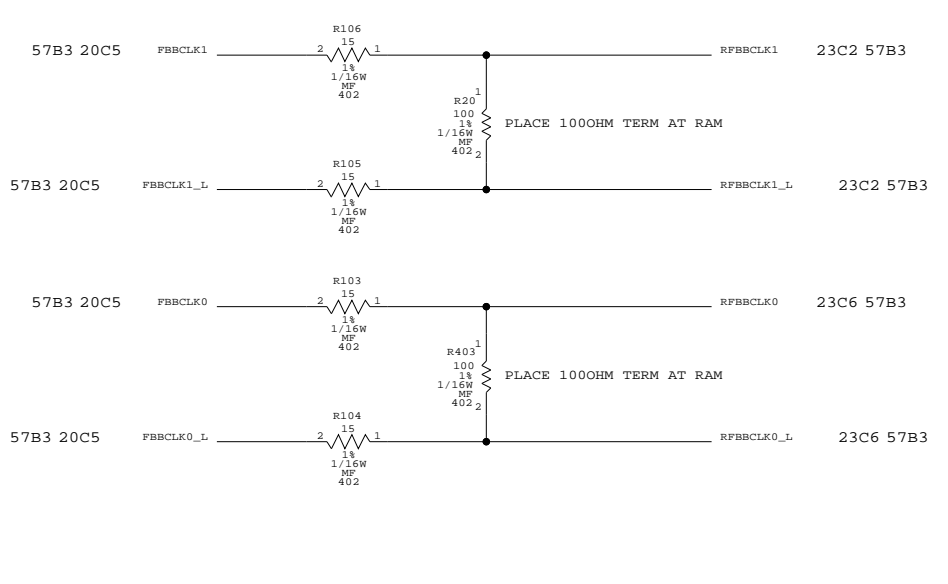 R106
57B3 20C5 FBBCLK1 2 15 1 RFBBCLK1 23C2 57B3
1%
1/16W
MF
402
1
R20
100
1%
1/16W
MF
402
2
PLACE 100OHM TERM AT RAM
R105
57B3 20C5 FBBCLK1_L 2 15 1 RFBBCLK1_L 23C2 57B3
1%
1/16W
MF
402
R103
57B3 20C5 FBBCLK0 2 15 1 RFBBCLK0 23C6 57B3
1%
1/16W
MF
402
1
R403
100
1%
1/16W
MF
402
2
PLACE 100OHM TERM AT RAM
R104
57B3 20C5 FBBCLK0_L 2 15 1 RFBBCLK0_L 23C6 57B3
1%
1/16W
MF
402